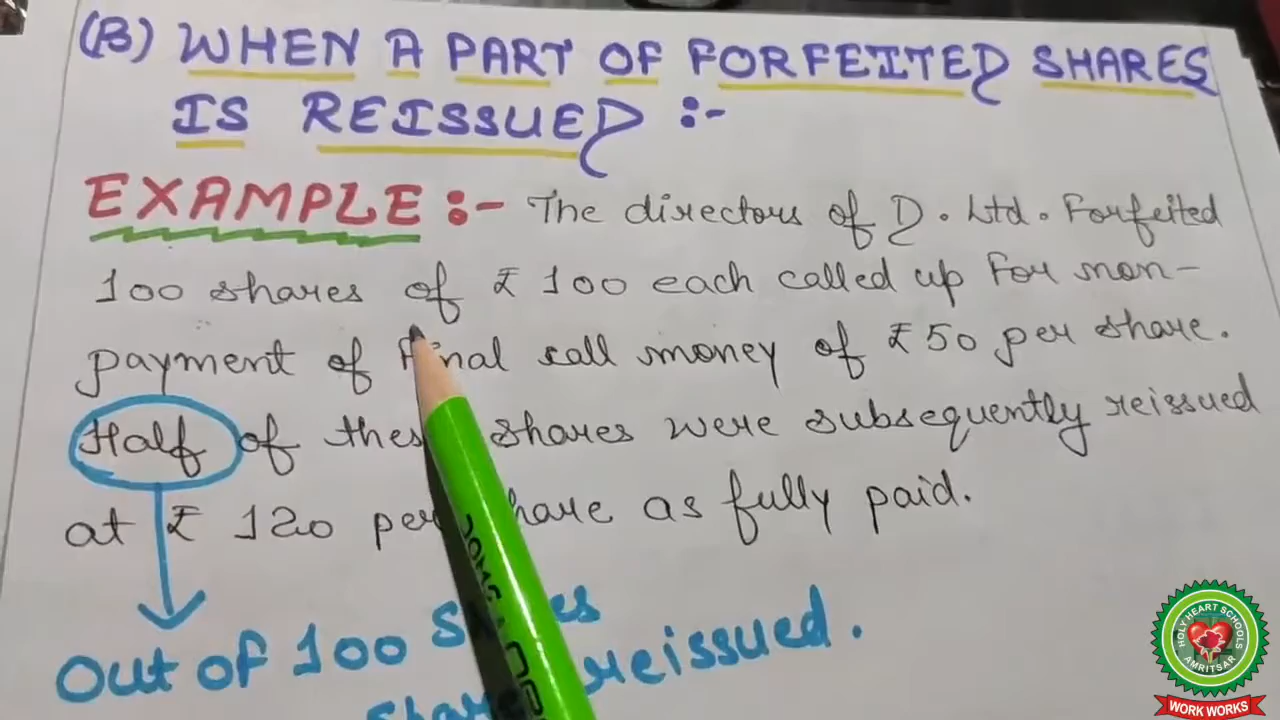 (B) WHEN A PART OF FORFEITED SHARES
IS REISSUED :-
EXAMPLE :- The directors of D. Ltd. Forfeited
100 shares of ₹ 100 each called up for non-
payment of final call money of ₹50 per share.
Half of these shares were subsequently reissued
at ₹ 120 per share as fully paid.
Out of 100
reissued.
HOLY HEART SCHOOLS
AMRITSAR
WORK WORKS